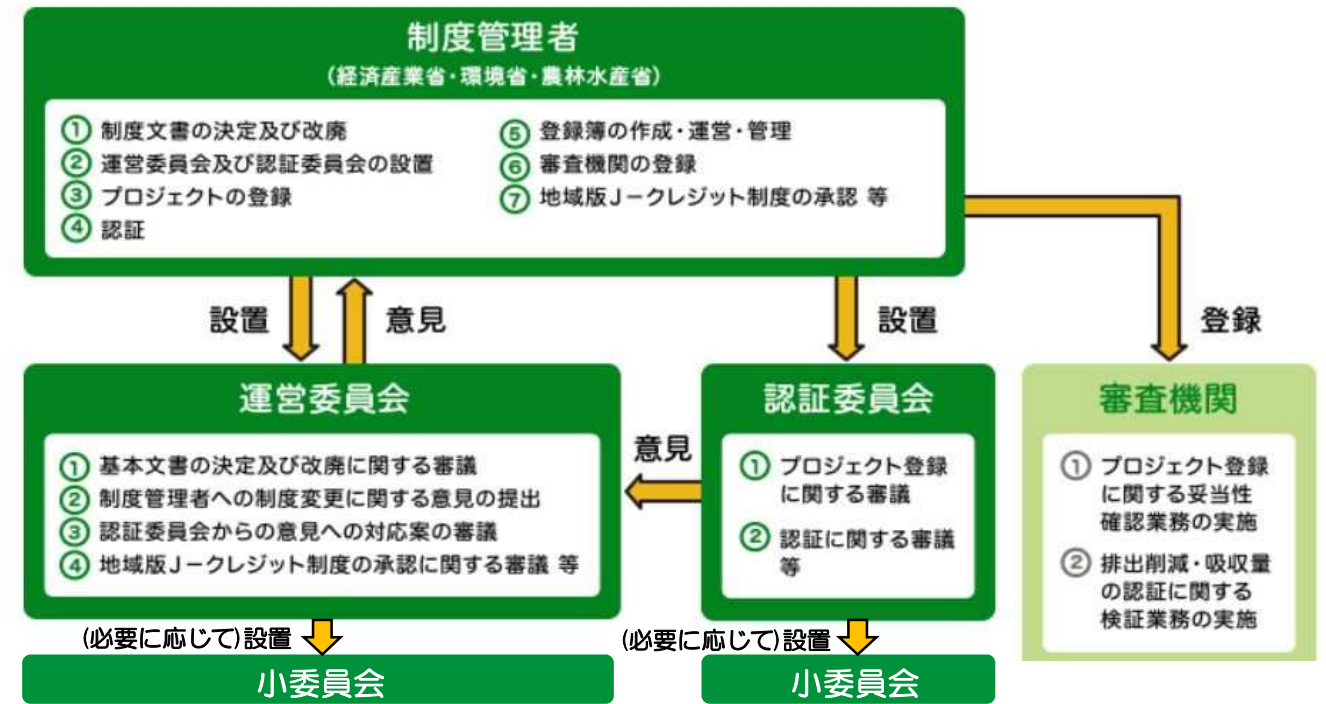 制度管理者
(経済産業省・環境省・農林水産省)
① 制度文書の決定及び改廃
② 運営委員会及び認証委員会の設置
③ プロジェクトの登録
④ 認証
⑤ 登録簿の作成・運営・管理
⑥ 審査機関の登録
⑦ 地域版J－クレジット制度の承認 等
設置
意見
設置
登録
運営委員会
① 基本文書の決定及び改廃に関する審議
② 制度管理者への制度変更に関する意見の提出
③ 認証委員会からの意見への対応案の審議
④ 地域版J－クレジット制度の承認に関する審議 等
意見
認証委員会
① プロジェクト登録
に関する審議
② 認証に関する審議
等
審査機関
① プロジェクト登録
に関する妥当性
確認業務の実施
② 排出削減・吸収量
の認証に関する
検証業務の実施
(必要に応じて)設置
(必要に応じて)設置
小委員会
小委員会